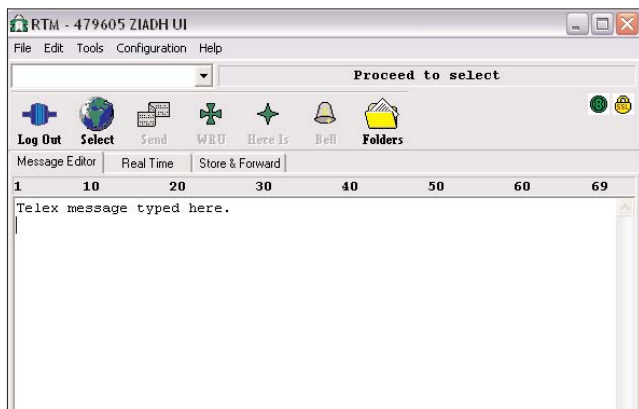 RTM - 479605 ZIADH UI
File Edit Tools Configuration Help
Proceed to select
Log Out Select Send WRU Here Is Bell Folders
SSL
Message Editor Real Time Store & Forward
1 10 20 30 40 50 60 69
Telex message typed here.